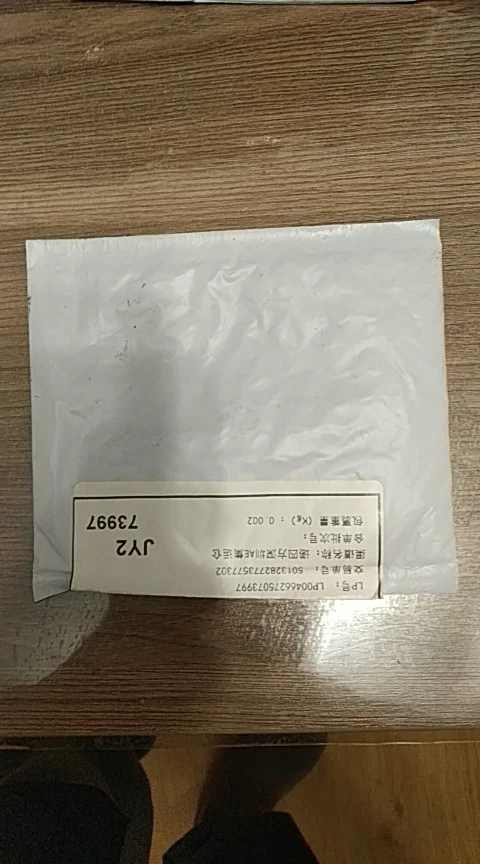 LP号: LP00466275073997
交易单号: 5013282773577302
渠道名称: 递四方深圳AE集运仓
合单批次号:
包裹重量 (Kg) : 0.002
JY2
73997